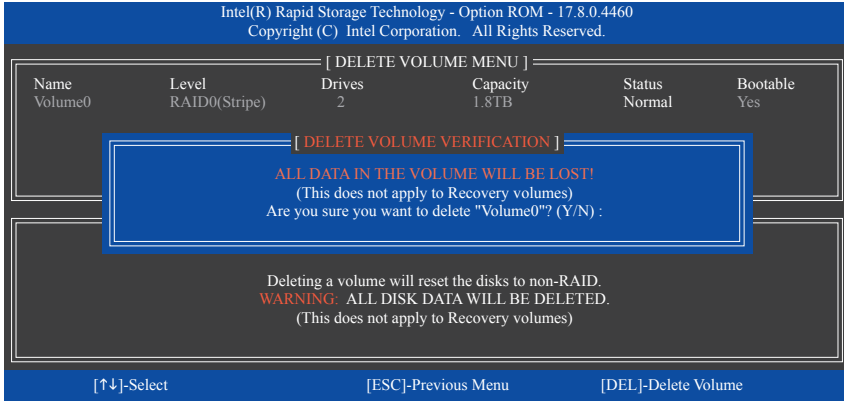 Intel(R) Rapid Storage Technology - Option ROM - 17.8.0.4460
Copyright (C) Intel Corporation. All Rights Reserved.
[ DELETE VOLUME MENU ]
Name Level Drives Capacity Status Bootable
Volume0 RAID0(Stripe) 2 1.8TB Normal Yes
[ DELETE VOLUME VERIFICATION ]
ALL DATA IN THE VOLUME WILL BE LOST!
(This does not apply to Recovery volumes)
Are you sure you want to delete "Volume0"? (Y/N) :
Deleting a volume will reset the disks to non-RAID.
WARNING: ALL DISK DATA WILL BE DELETED.
(This does not apply to Recovery volumes)
[↑↓]-Select [ESC]-Previous Menu [DEL]-Delete Volume